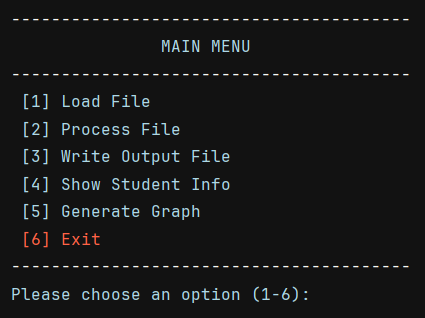 ----------------------------------------
MAIN MENU
----------------------------------------
[1] Load File
[2] Process File
[3] Write Output File
[4] Show Student Info
[5] Generate Graph
[6] Exit
----------------------------------------
Please choose an option (1-6):